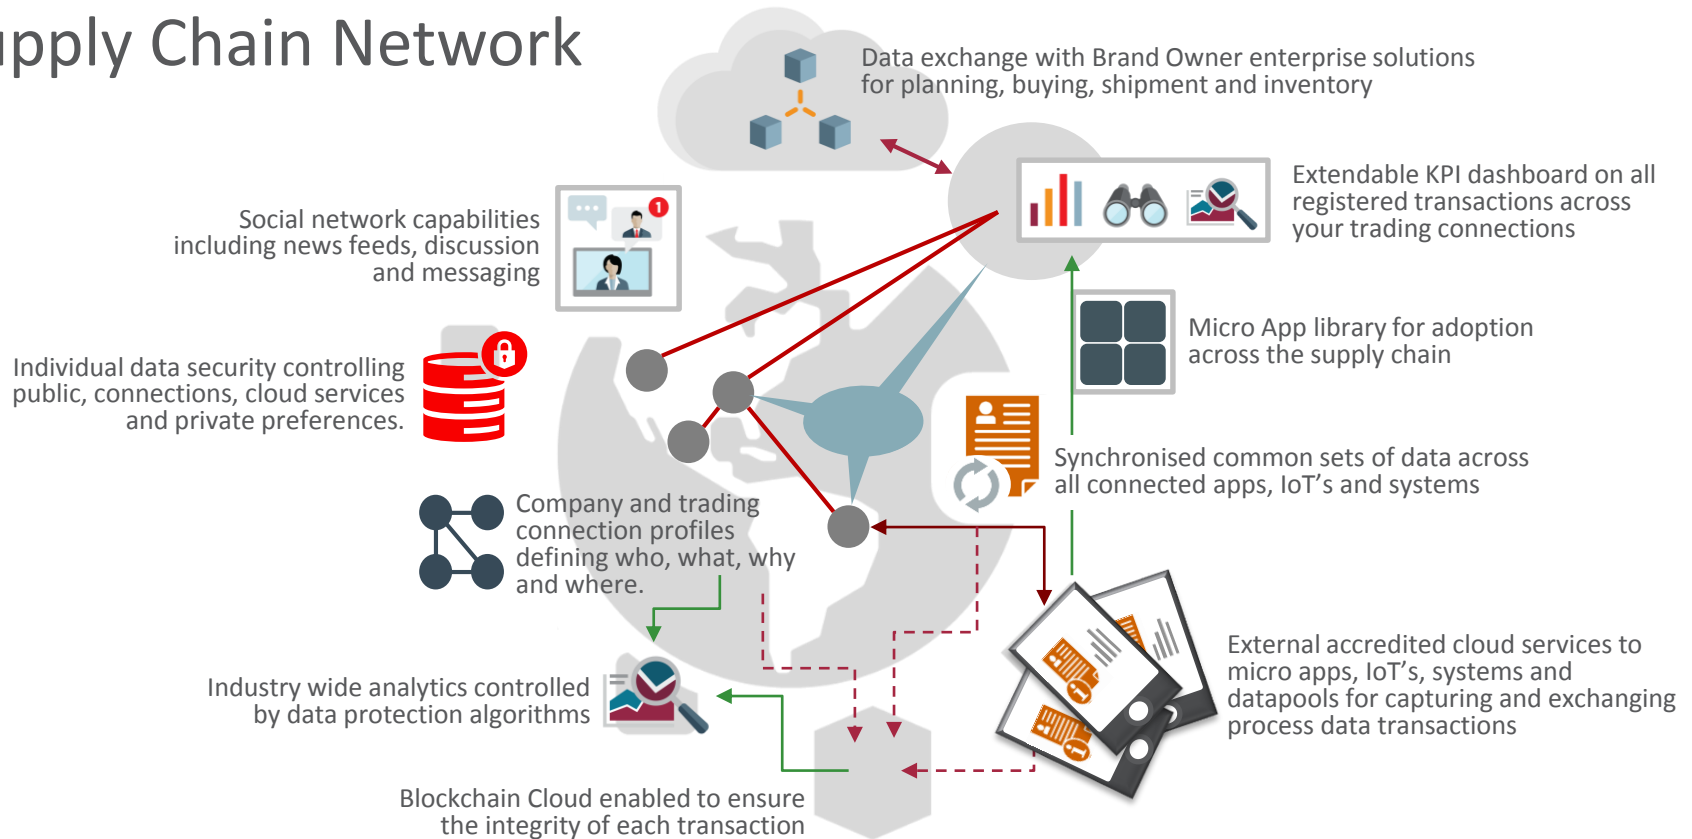 upply Chain Network
Data exchange with Brand Owner enterprise solutions
for planning, buying, shipment and inventory
Extendable KPI dashboard on all
registered transactions across
your trading connections
Social network capabilities
including news feeds, discussion
and messaging
1
Micro App library for adoption
across the supply chain
Individual data security controlling
public, connections, cloud services
and private preferences.
Synchronised common sets of data across
all connected apps, IoT's and systems
Company and trading
connection profiles
defining who, what, why
and where.
External accredited cloud services to
micro apps, IoT's, systems and
datapools for capturing and exchanging
process data transactions
Industry wide analytics controlled
by data protection algorithms
Blockchain Cloud enabled to ensure
the integrity of each transaction